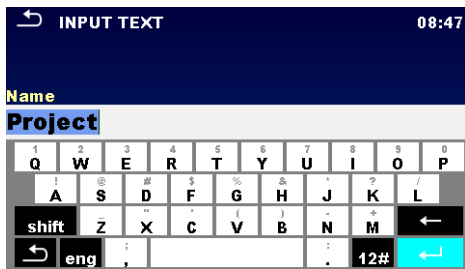 INPUT TEXT 08:47
Name
Project
1 2 3 4 5 6 7 8 9 0
Q W E R T Y U I O P
! @ # $ % & * ? /
A S D F G H J K L
- " ' ( ) ~ +
shift Z X C V B N M
eng ; , : . 12#